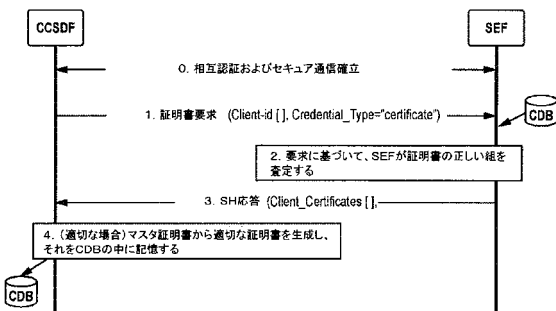 CCSDF
SEF
0. 相互認証およびセキュア通信確立
1. 証明書要求 (Client-id [ ], Credential_Type="certificate")
CDB
2. 要求に基づいて、SEFが証明書の正しい組を
査定する
3. SH応答 {Client_Certificates [ ],
4. (適切な場合)マスタ証明書から適切な証明書を生成し、
それをCDBの中に記憶する
CDB